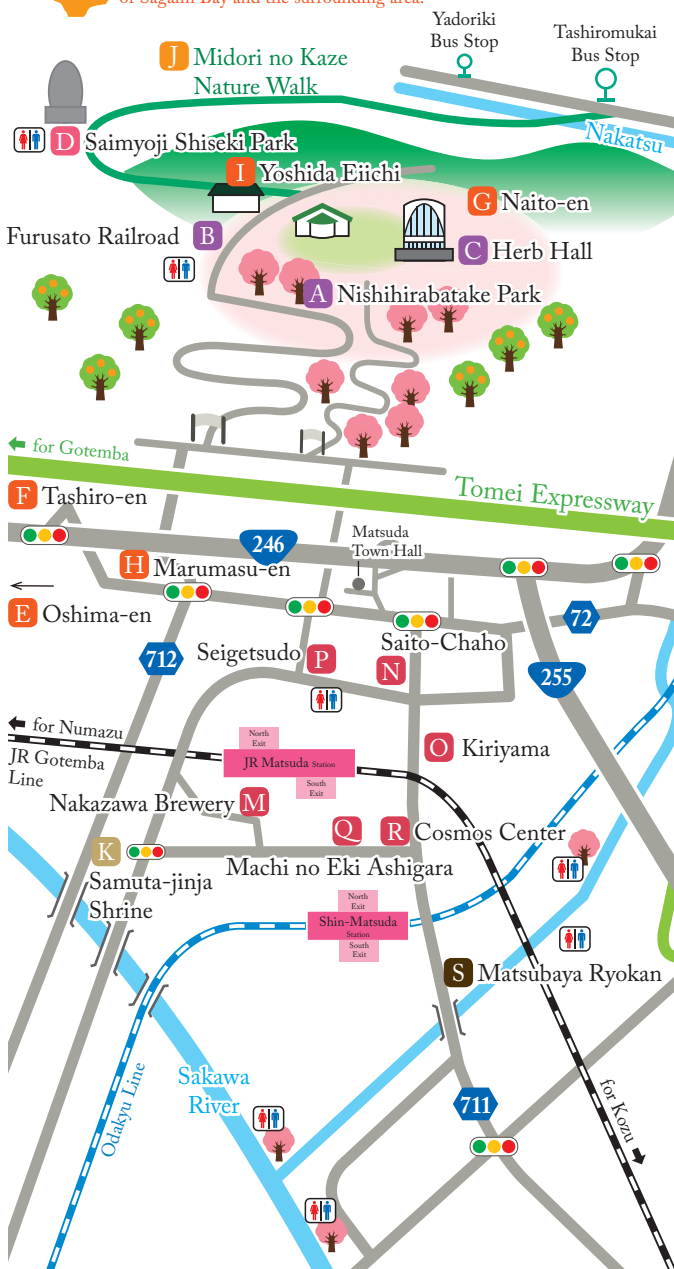 of Sagami Bay and the surrounding area.
Yadoriki
Bus Stop
Tashiromukai
Bus Stop
J Midori no Kaze
Nature Walk
Nakatsu
D Saimyoji Shiseki Park
I Yoshida Eiichi
G Naito-en
Furusato Railroad B
C Herb Hall
A Nishihirabatake Park
for Gotemba
Tomei Expressway
F Tashiro-en
246
Matsuda
Town Hall
H Marumasu-en
E Oshima-en
72
Saito-Chaho
712
Seigetsudo P
N
255
for Numazu
JR Gotemba
Line
North
Exit
JR Matsuda Station
South
Exit
O Kiriyama
Nakazawa Brewery M
Q
R Cosmos Center
K
Samuta-jinja
Shrine
Machi no Eki Ashigara
North
Exit
Shin-Matsuda
Station
South
Exit
S Matsubaya Ryokan
Odakyu Line
Sakawa
River
711
for Kozu